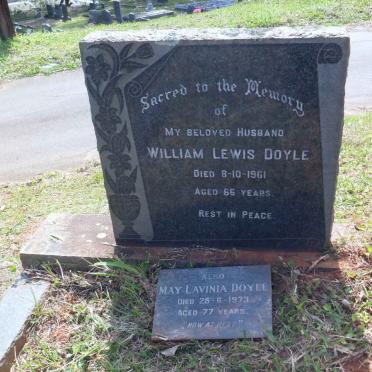 Sacred to the Memory
of
MY BELOVED HUSBAND
WILLIAM LEWIS DOYLE
DIED 8-10-1961
AGED 65 YEARS
REST IN PEACE
ALSO
MAY LAVINIA DOYLE
DIED 28-6-1973
AGED 77 YEARS
"NOW AT REST"